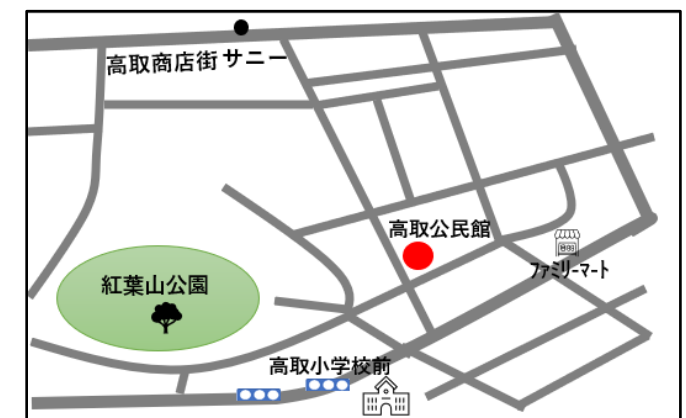 高取商店街
サニー
高取公民館
ファミリーマート
紅葉山公園
高取小学校前